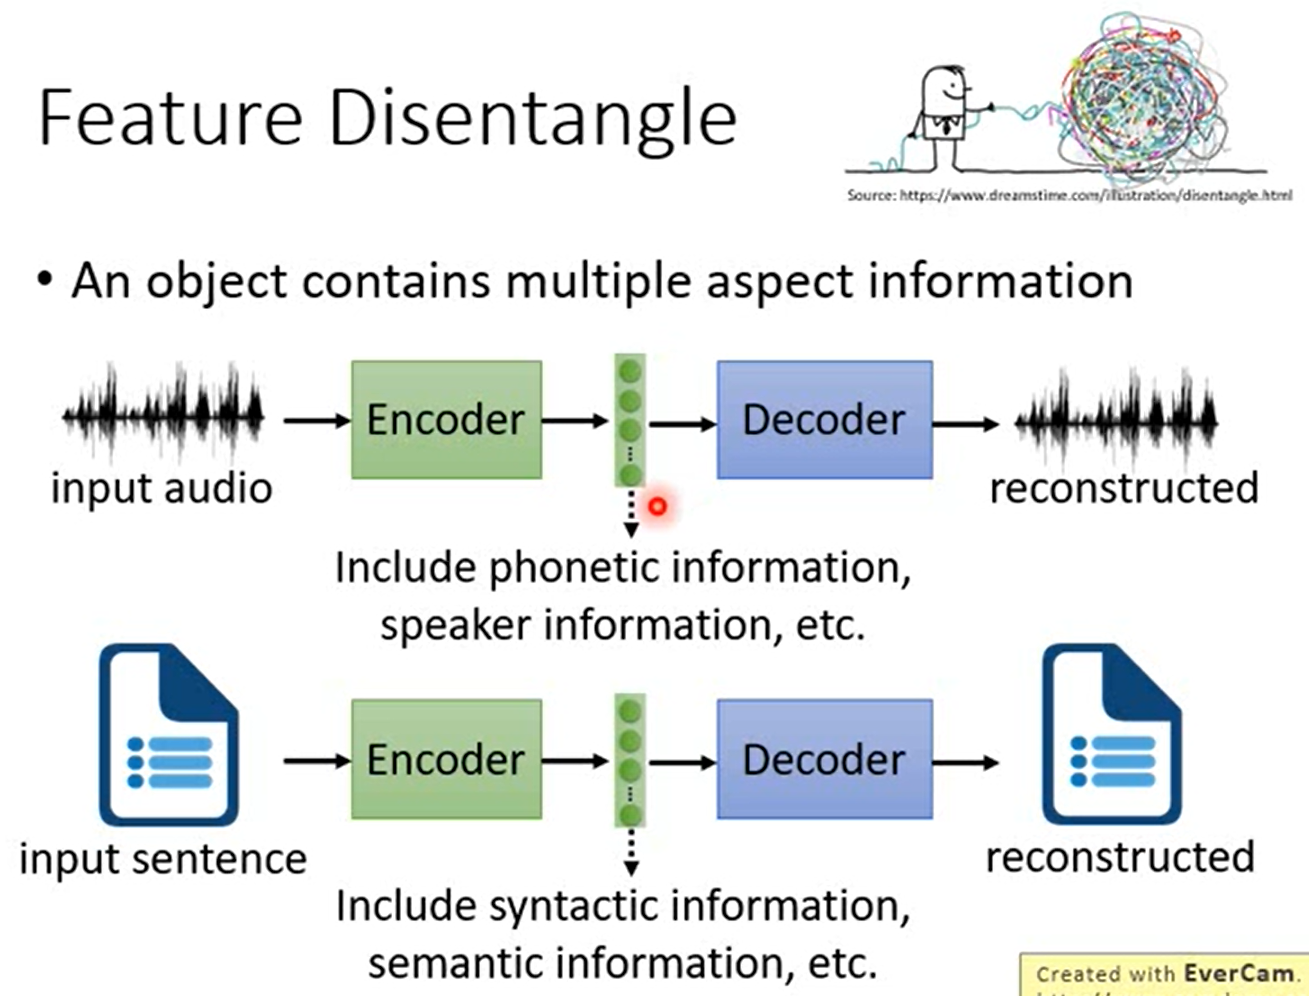 Feature Disentangle
Source: https://www.dreamstime.com/illustration/disentangle.html
• An object contains multiple aspect information
Encoder
Decoder
input audio
reconstructed
Include phonetic information,
speaker information, etc.
Encoder
Decoder
input sentence
reconstructed
Include syntactic information,
semantic information, etc.
Created with EverCam.